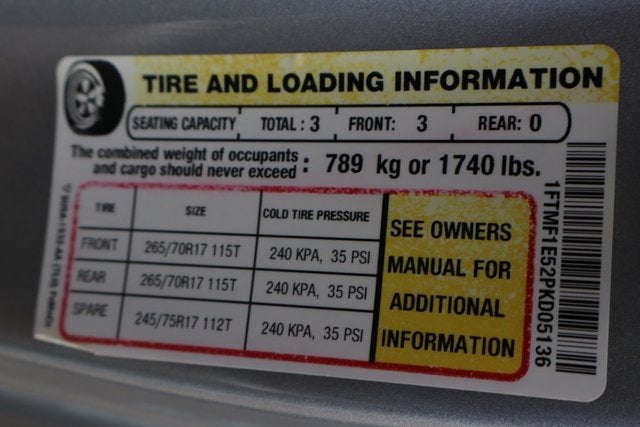 TIRE AND LOADING INFORMATION
SEATING CAPACITY TOTAL : 3 FRONT: 3 REAR: 0
The combined weight of occupants
and cargo should never exceed : 789 kg or 1740 lbs.
TIRE SIZE COLD TIRE PRESSURE
FRONT 265/70R17 115T 240 KPA, 35 PSI
REAR 265/70R17 115T 240 KPA, 35 PSI
SPARE 245/75R17 112T 240 KPA, 35 PSI
SEE OWNERS
MANUAL FOR
ADDITIONAL
INFORMATION
1FTMF1E52PKD05136